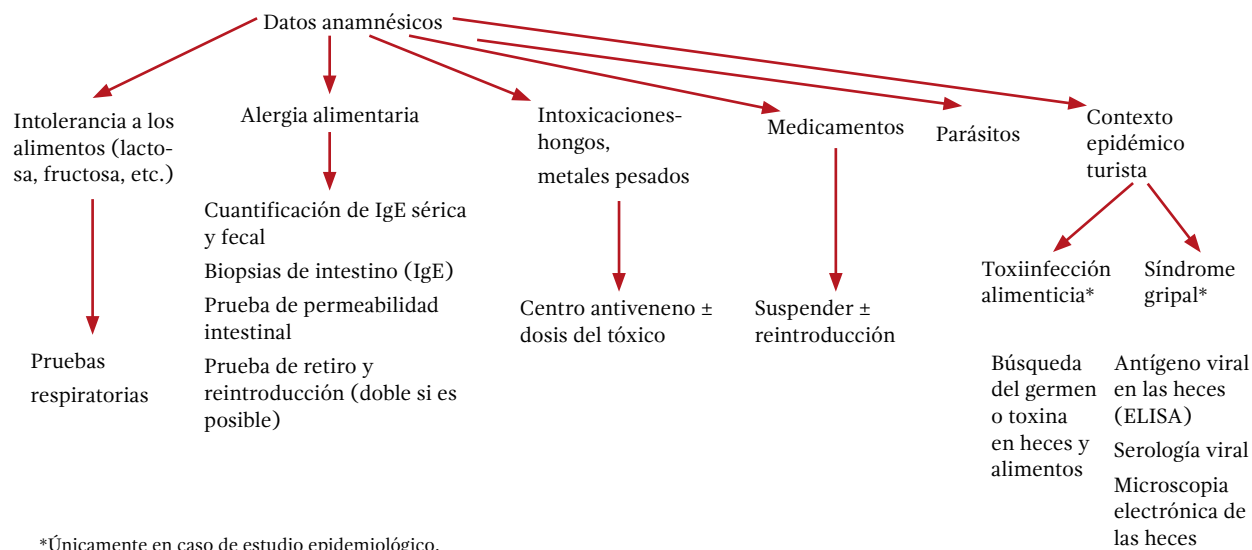 Datos anamnésicos
Intolerancia a los
alimentos (lacto-
sa, fructosa, etc.)
Pruebas
respiratorias
Alergia alimentaria
Cuantificación de IgE sérica
y fecal
Biopsias de intestino (IgE)
Prueba de permeabilidad
intestinal
Prueba de retiro y
reintroducción (doble si es
posible)
Intoxicaciones-
hongos,
metales pesados
Centro antiveneno ±
dosis del tóxico
Medicamentos
Suspender ±
reintroducción
Parásitos
Contexto
epidémico
turista
Toxiinfección
alimenticia*
Búsqueda
del germen
o toxina
en heces y
alimentos
Síndrome
gripal*
Antígeno viral
en las heces
(ELISA)
Serología viral
Microscopia
electrónica de
las heces
*Únicamente en caso de estudio epidemiológico.